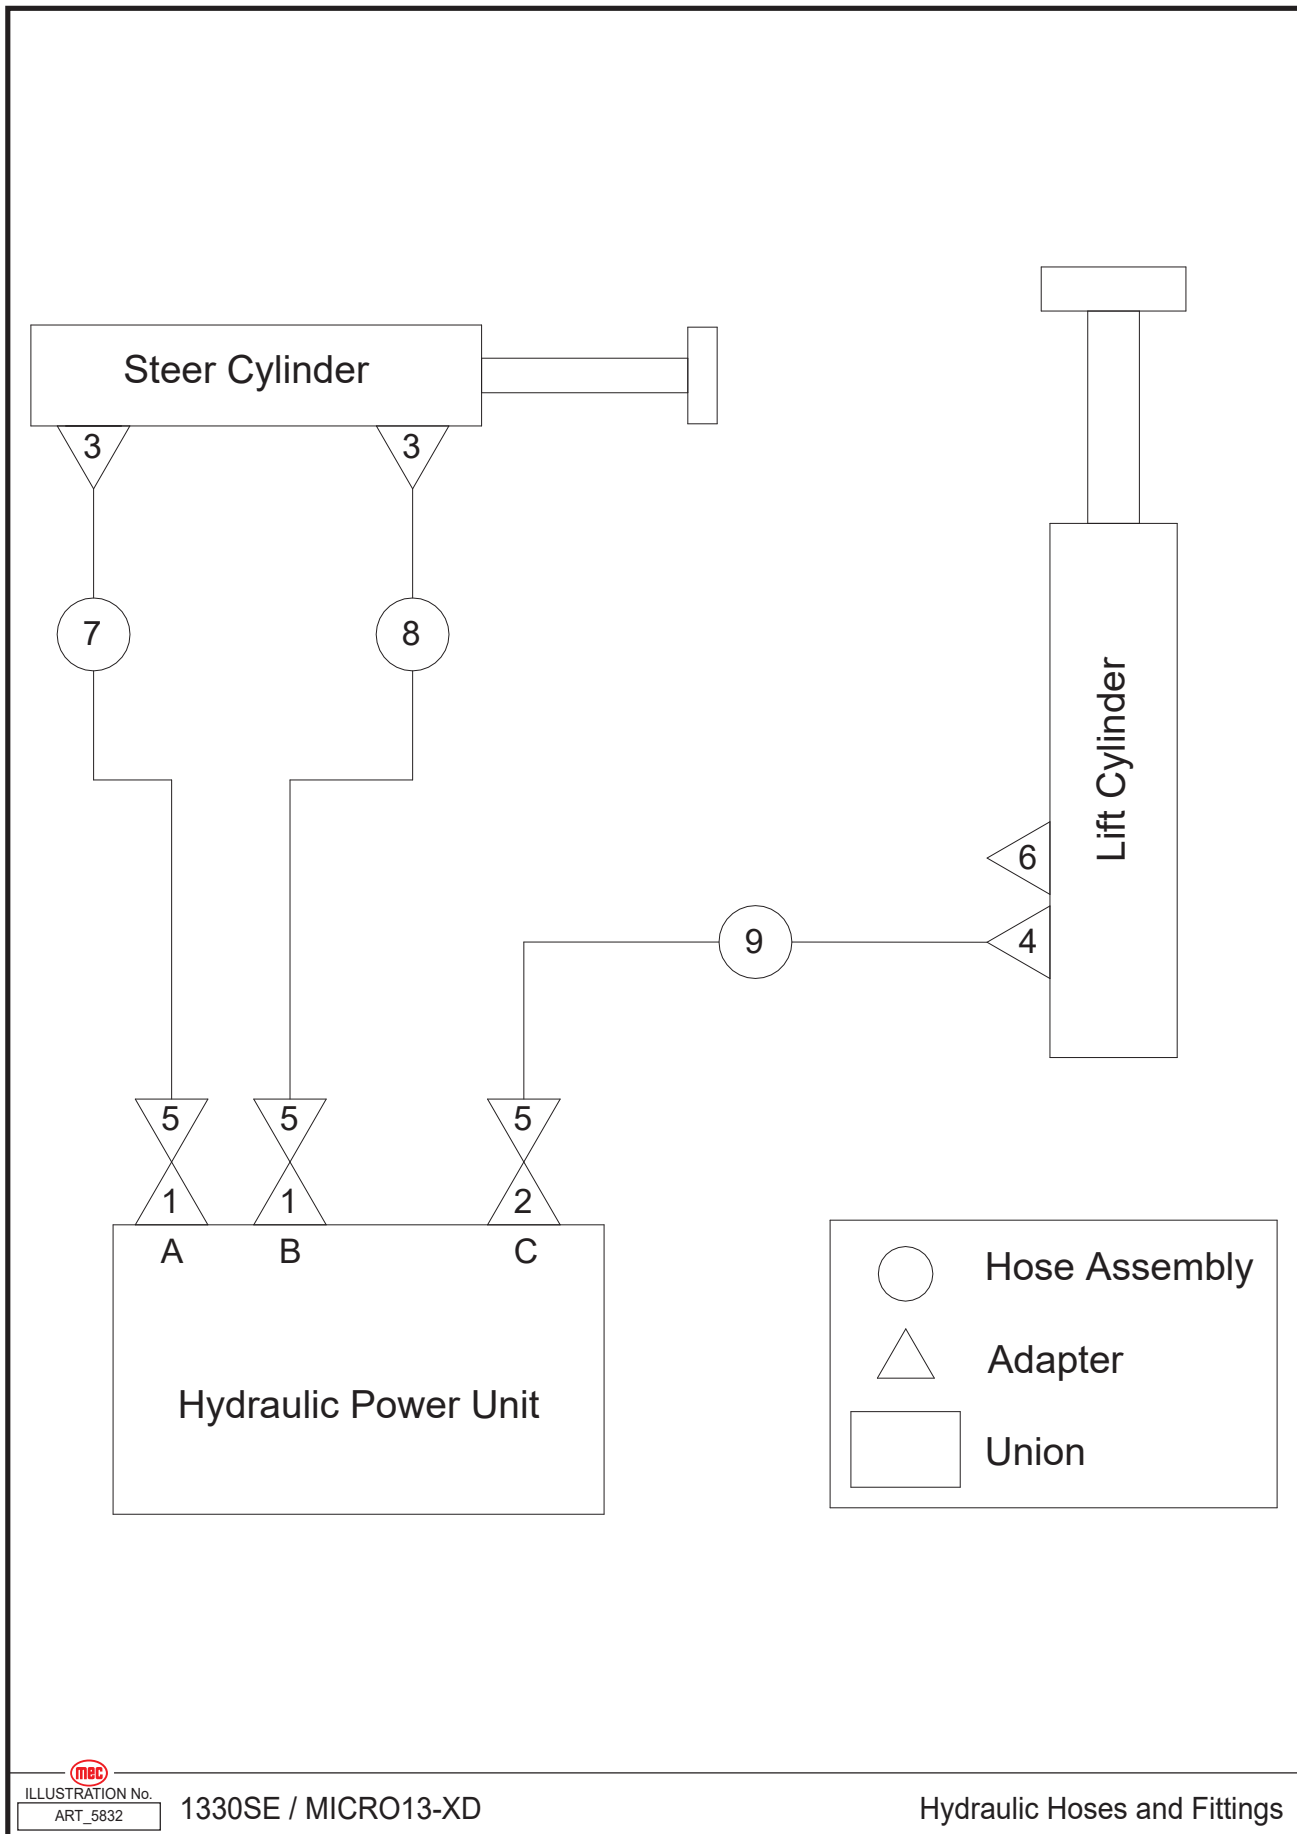 Steer Cylinder
3
3
7
8
Lift Cylinder
6
9
4
5
5
5
1
1
2
A
B
C
Hydraulic Power Unit
Hose Assembly
Adapter
Union
mec
ILLUSTRATION No.
ART_5832
1330SE / MICRO13-XD
Hydraulic Hoses and Fittings